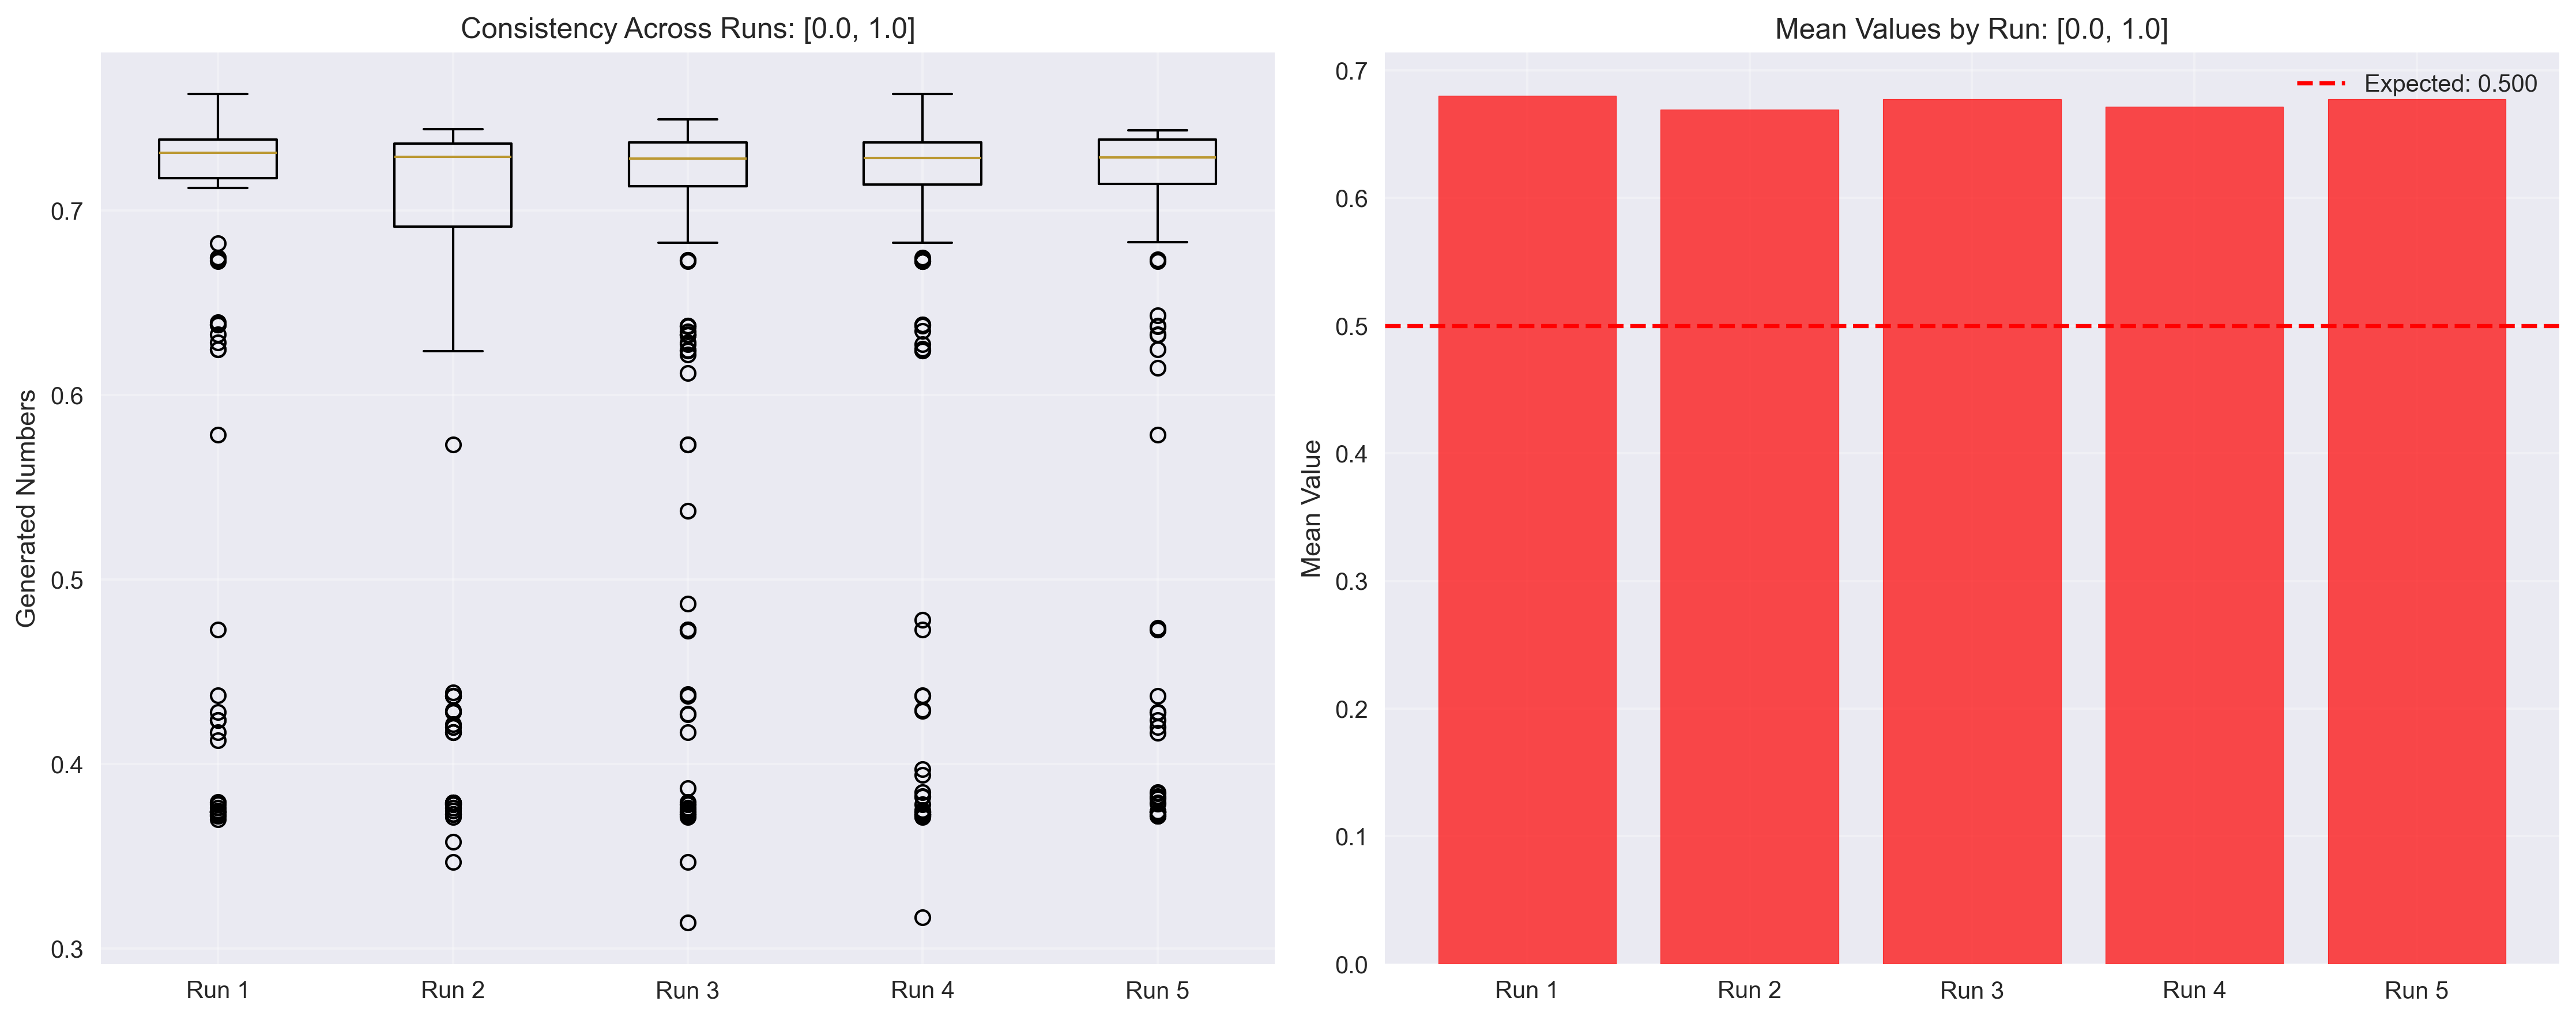 Consistency Across Runs: [0.0, 1.0]
Generated Numbers
0.7
0.6
0.5
0.4
0.3
Run 1
Run 2
Run 3
Run 4
Run 5
Mean Values by Run: [0.0, 1.0]
Expected: 0.500
Mean Value
0.7
0.6
0.5
0.4
0.3
0.2
0.1
0.0
Run 1
Run 2
Run 3
Run 4
Run 5